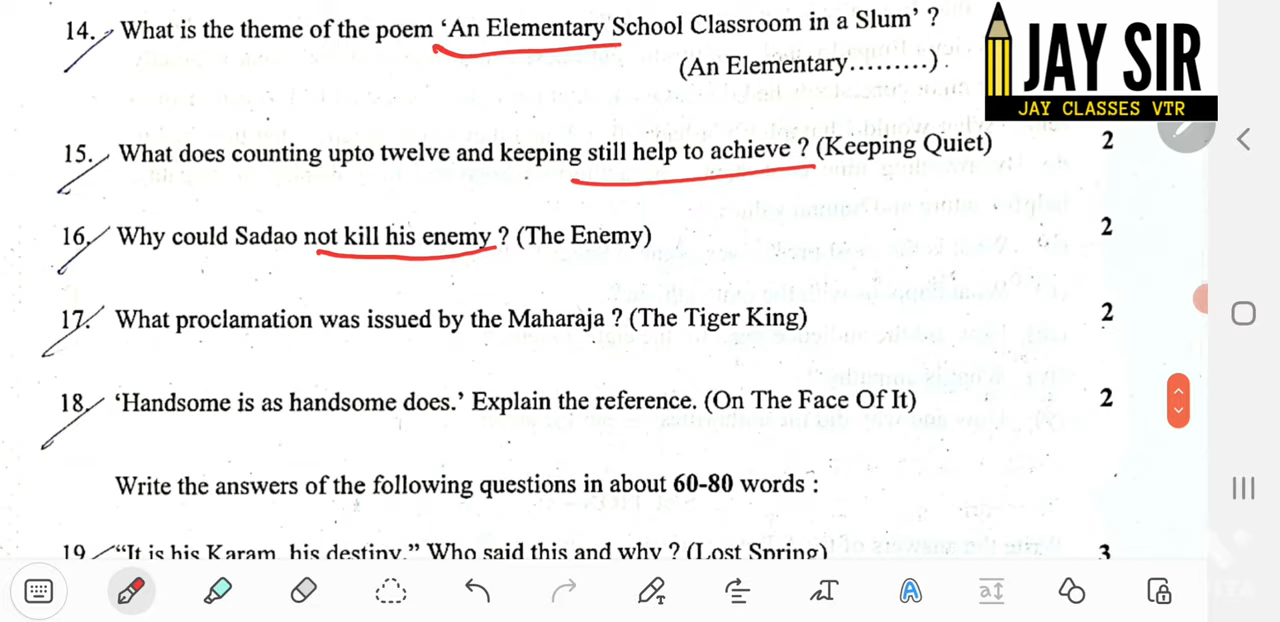 14. What is the theme of the poem ‘An Elementary School Classroom in a Slum’ ?
(An Elementary.........)
JAY SIR
JAY CLASSES VTR
15. What does counting upto twelve and keeping still help to achieve ? (Keeping Quiet) 2
16. Why could Sadao not kill his enemy ? (The Enemy) 2
17. What proclamation was issued by the Maharaja ? (The Tiger King) 2
18. ‘Handsome is as handsome does.’ Explain the reference. (On The Face Of It) 2
Write the answers of the following questions in about 60-80 words :
19 “It is his Karam, his destiny.” Who said this and why ? (Lost Spring) 3